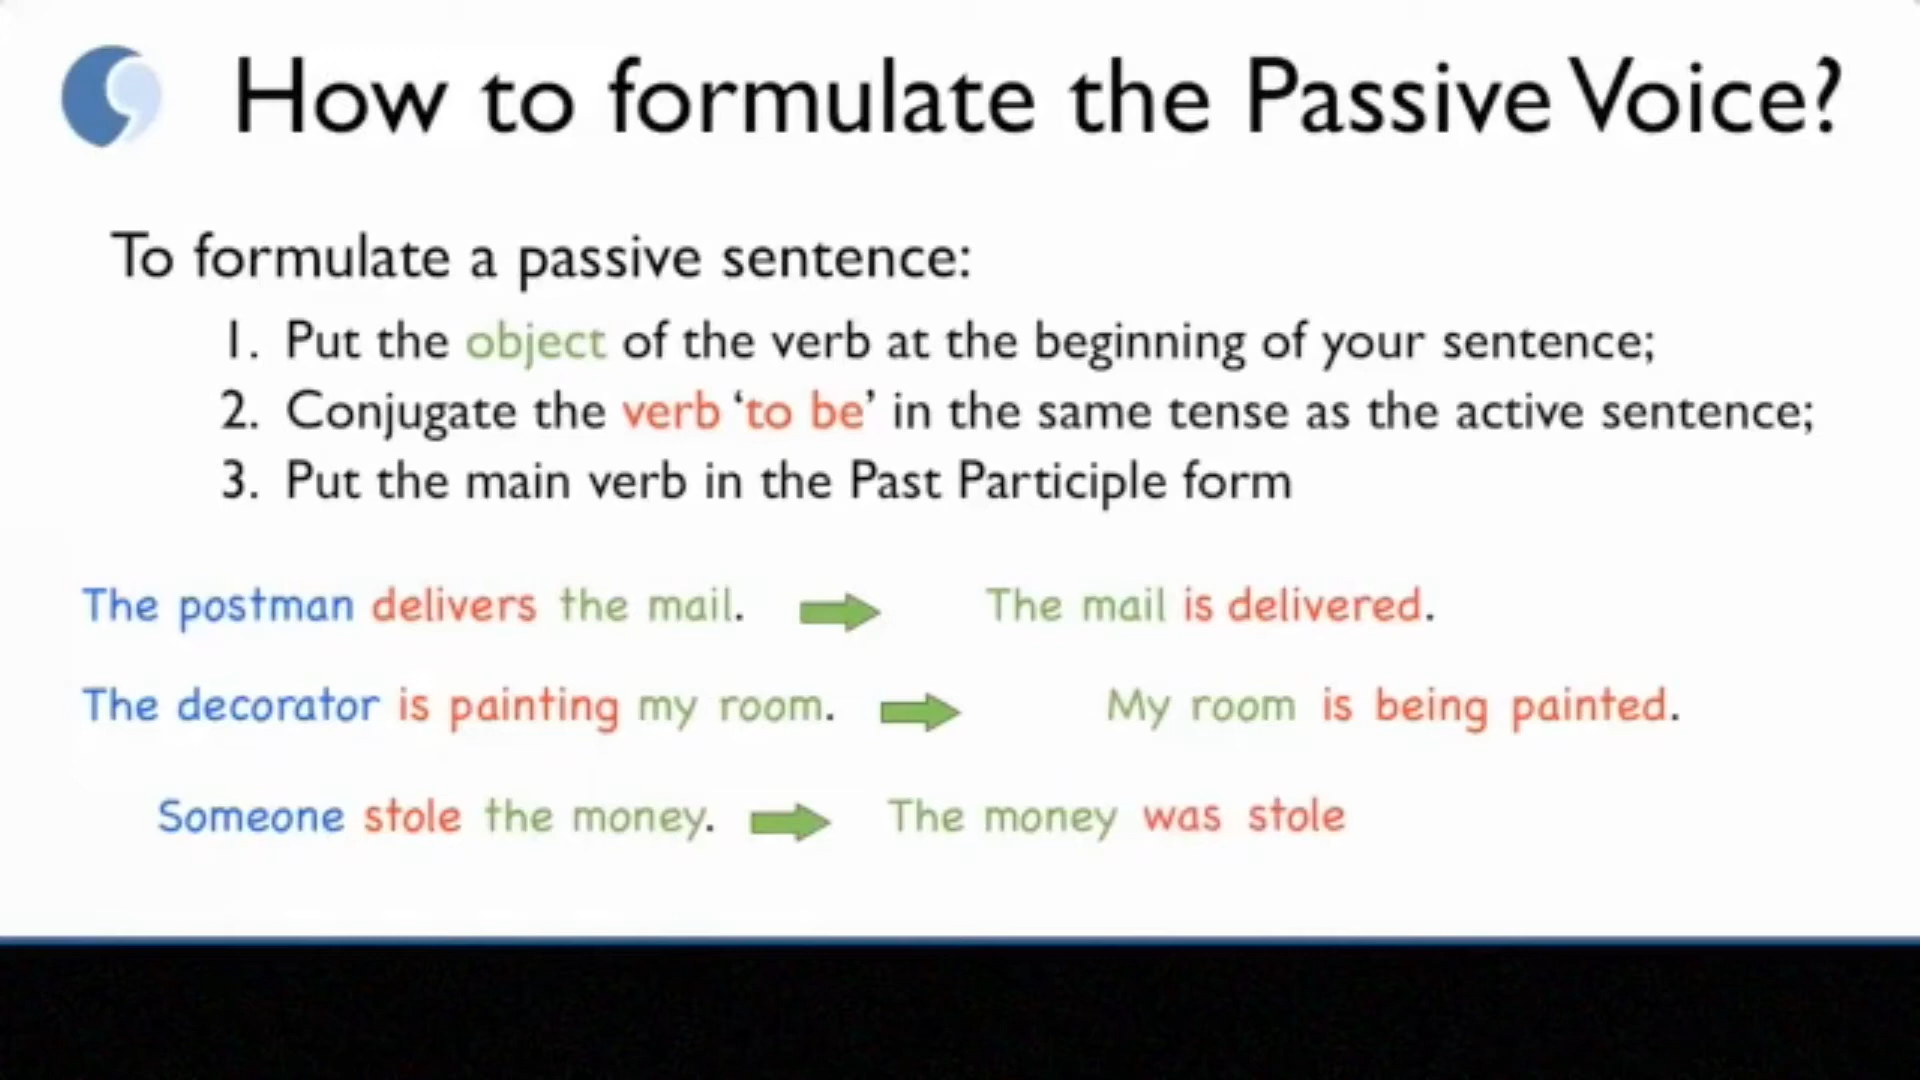 How to formulate the Passive Voice?
To formulate a passive sentence:
1. Put the object of the verb at the beginning of your sentence;
2. Conjugate the verb ‘to be’ in the same tense as the active sentence;
3. Put the main verb in the Past Participle form
The postman delivers the mail. The mail is delivered.
The decorator is painting my room. My room is being painted.
Someone stole the money. The money was stole